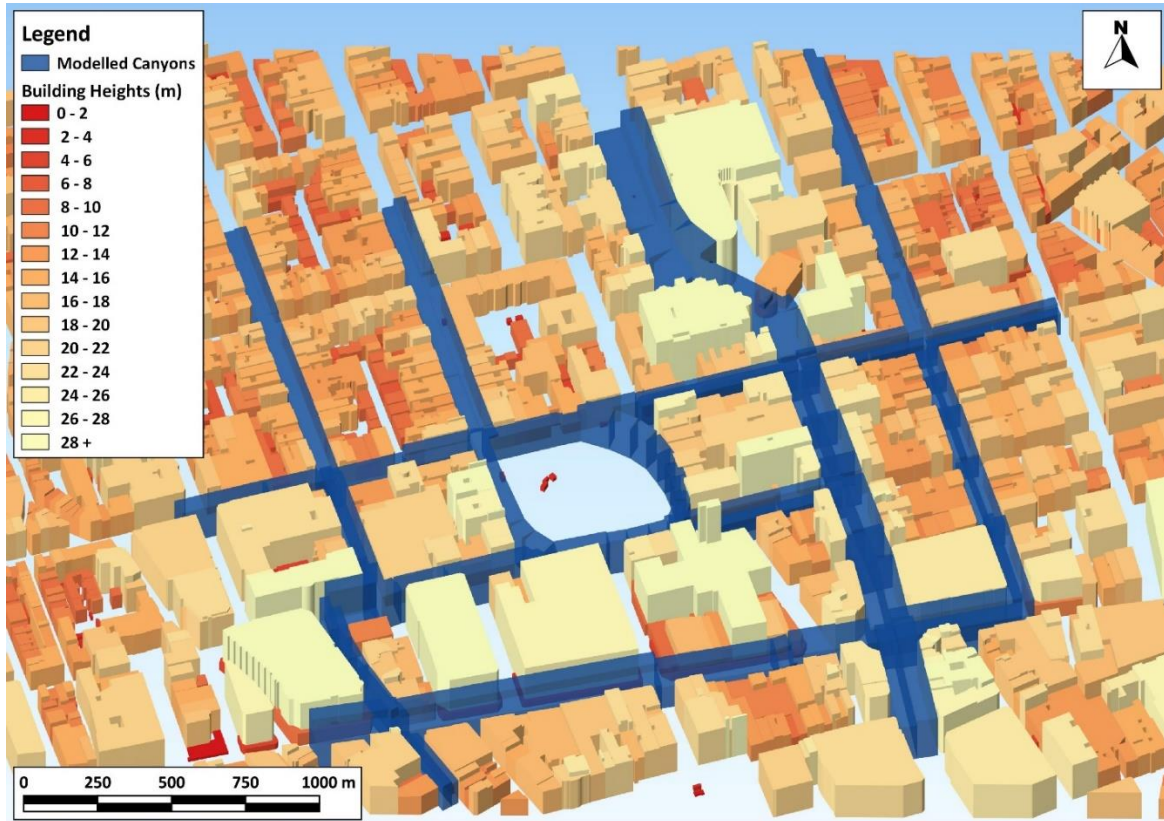 Legend
Modelled Canyons
Building Heights (m)
0 - 2
2 - 4
4 - 6
6 - 8
8 - 10
10 - 12
12 - 14
14 - 16
16 - 18
18 - 20
20 - 22
22 - 24
24 - 26
26 - 28
28 +
N
0 250 500 750 1000 m